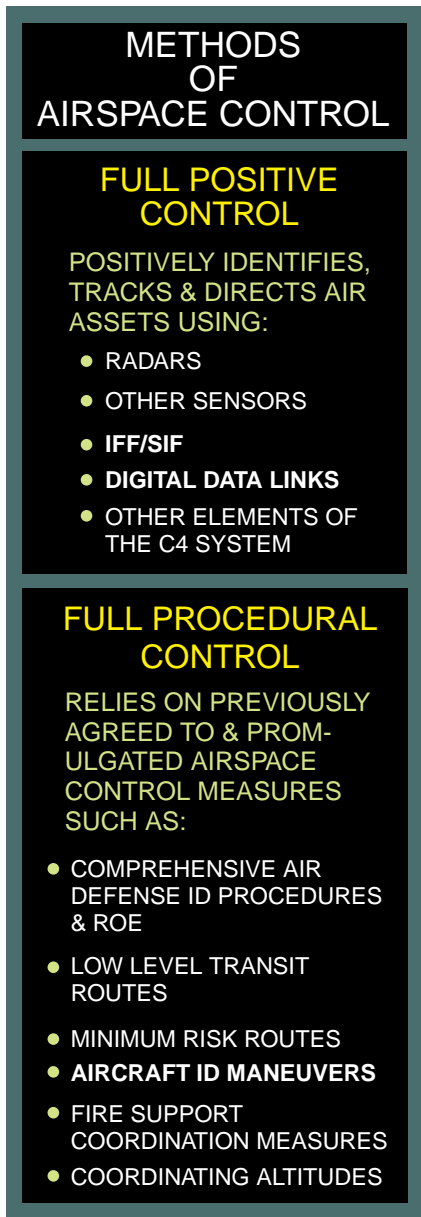 METHODS
OF
AIRSPACE CONTROL
FULL POSITIVE
CONTROL
POSITIVELY IDENTIFIES,
TRACKS & DIRECTS AIR
ASSETS USING:
● RADARS
● OTHER SENSORS
● IFF/SIF
● DIGITAL DATA LINKS
● OTHER ELEMENTS OF
THE C4 SYSTEM
FULL PROCEDURAL
CONTROL
RELIES ON PREVIOUSLY
AGREED TO & PROM-
ULGATED AIRSPACE
CONTROL MEASURES
SUCH AS:
● COMPREHENSIVE AIR
DEFENSE ID PROCEDURES
& ROE
● LOW LEVEL TRANSIT
ROUTES
● MINIMUM RISK ROUTES
● AIRCRAFT ID MANEUVERS
● FIRE SUPPORT
COORDINATION MEASURES
● COORDINATING ALTITUDES